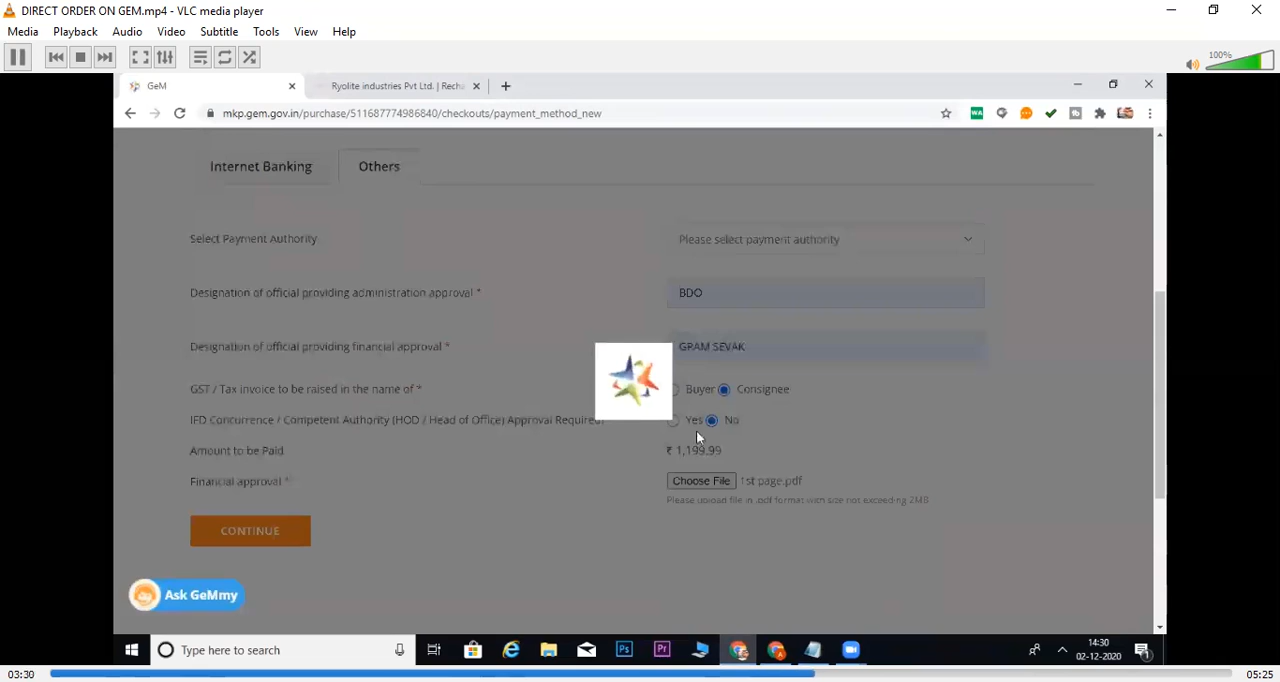 DIRECT ORDER ON GEM.mp4 - VLC media player
Media Playback Audio Video Subtitle Tools View Help
100%
GeM
Ryolite industries Pvt Ltd. | Recha
mkp.gem.gov.in/purchase/511687774986840/checkouts/payment_method_new
Internet Banking Others
Select Payment Authority Please select payment authority
Designation of official providing administration approval * BDO
Designation of official providing financial approval * GRAM SEVAK
GST / Tax invoice to be raised in the name of * Buyer Consignee
IFD Concurrence / Competent Authority (HOD / Head of Office) Approval Required? Yes No
Amount to be Paid ₹ 1,199.99
Financial approval * Choose File 1st page.pdf
Please upload file in .pdf format with size not exceeding 2MB
CONTINUE
Ask GeMmy
Type here to search
14:30
02-12-2020
1
03:30 05:25